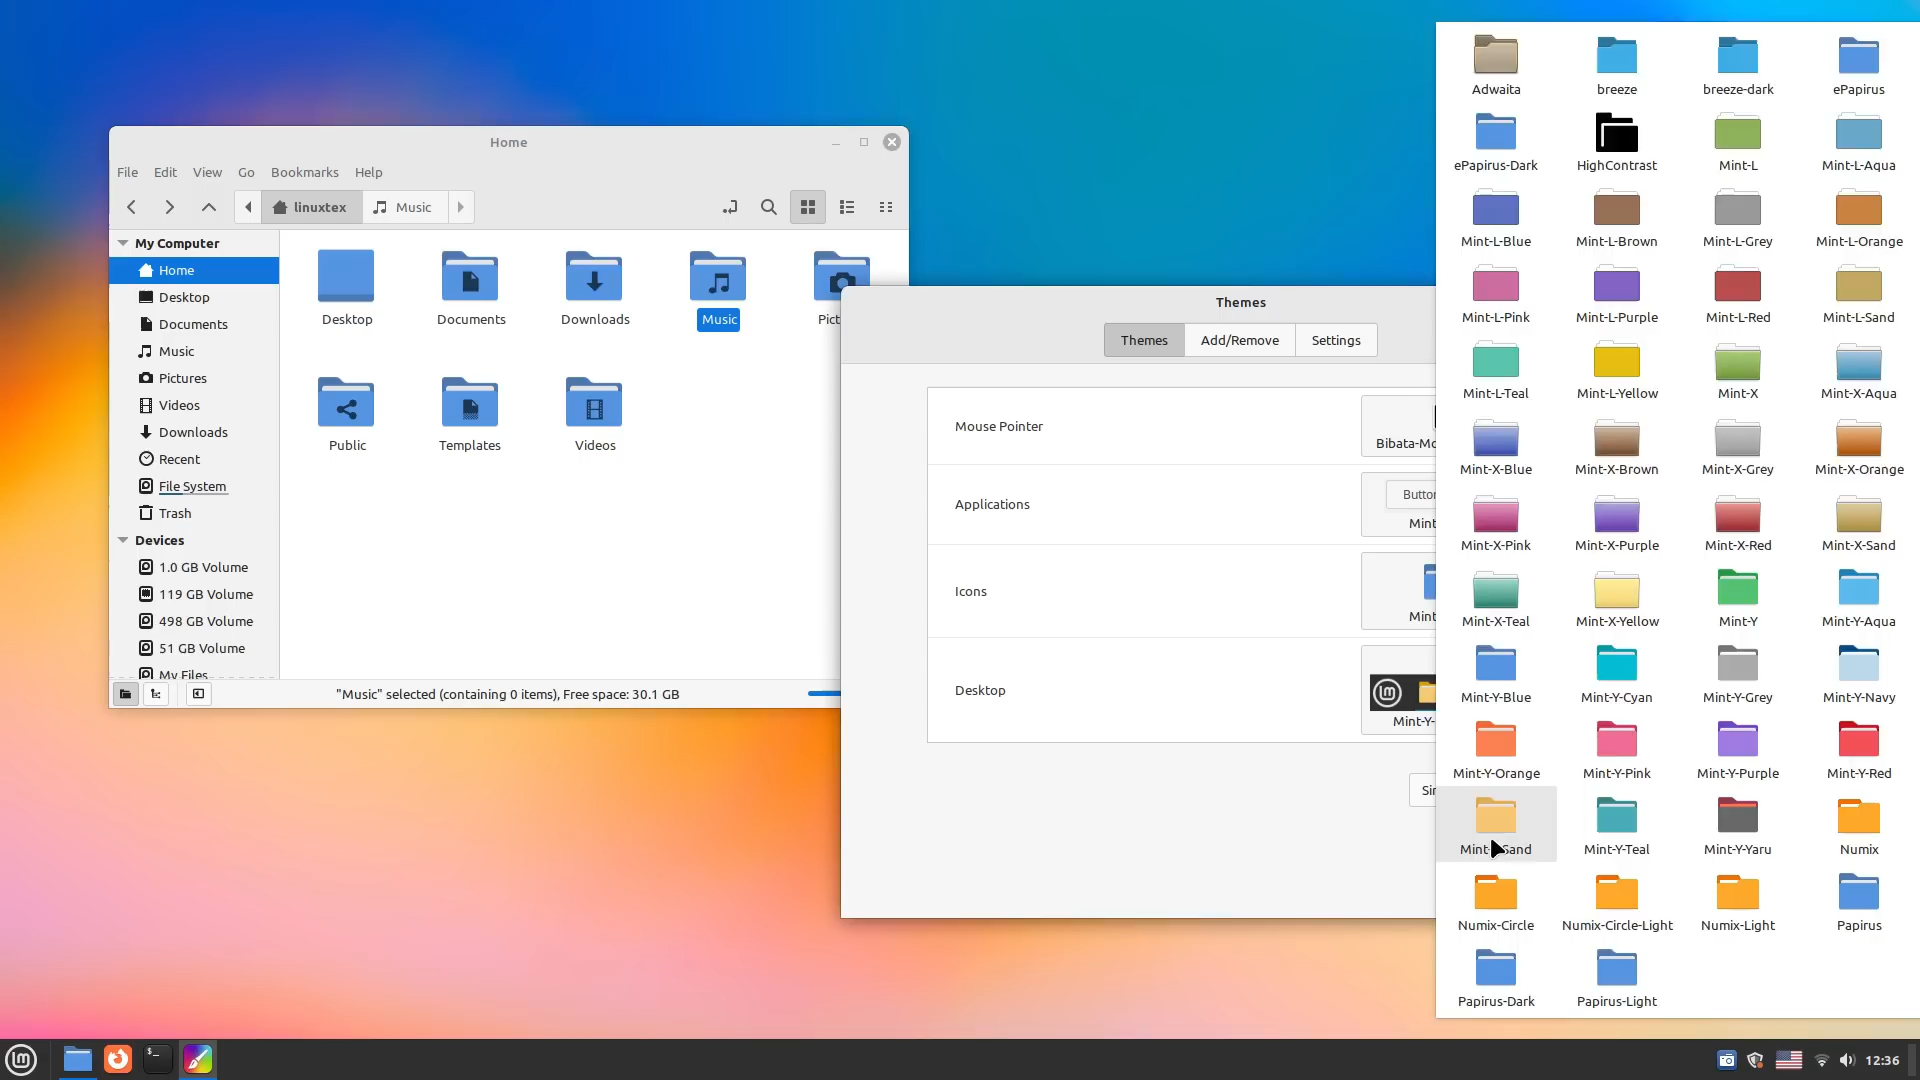 Home
File Edit View Go Bookmarks Help
linuxtex Music
My Computer
Home
Desktop
Documents
Music
Pictures
Videos
Downloads
Recent
File System
Trash
Devices
1.0 GB Volume
119 GB Volume
498 GB Volume
51 GB Volume
My Files
Desktop Documents Downloads Music Pict
Public Templates Videos
"Music" selected (containing 0 items), Free space: 30.1 GB
Themes
Themes Add/Remove Settings
Mouse Pointer
Bibata-Mo
Applications
Button
Mint
Icons
Mint
Desktop
Mint-Y-
Sim
Adwaita breeze breeze-dark ePapirus
ePapirus-Dark HighContrast Mint-L Mint-L-Aqua
Mint-L-Blue Mint-L-Brown Mint-L-Grey Mint-L-Orange
Mint-L-Pink Mint-L-Purple Mint-L-Red Mint-L-Sand
Mint-L-Teal Mint-L-Yellow Mint-X Mint-X-Aqua
Mint-X-Blue Mint-X-Brown Mint-X-Grey Mint-X-Orange
Mint-X-Pink Mint-X-Purple Mint-X-Red Mint-X-Sand
Mint-X-Teal Mint-X-Yellow Mint-Y Mint-Y-Aqua
Mint-Y-Blue Mint-Y-Cyan Mint-Y-Grey Mint-Y-Navy
Mint-Y-Orange Mint-Y-Pink Mint-Y-Purple Mint-Y-Red
Mint-Y-Sand Mint-Y-Teal Mint-Y-Yaru Numix
Numix-Circle Numix-Circle-Light Numix-Light Papirus
Papirus-Dark Papirus-Light
12:36